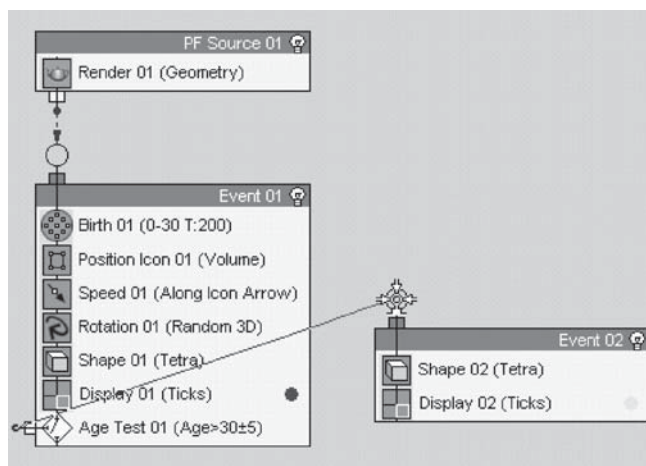 PF Source 01
Render 01 (Geometry)
Event 01
Birth 01 (0-30 T:200)
Position Icon 01 (Volume)
Speed 01 (Along Icon Arrow)
Rotation 01 (Random 3D)
Shape 01 (Tetra)
Display 01 (Ticks)
Age Test 01 (Age>30±5)
Event 02
Shape 02 (Tetra)
Display 02 (Ticks)